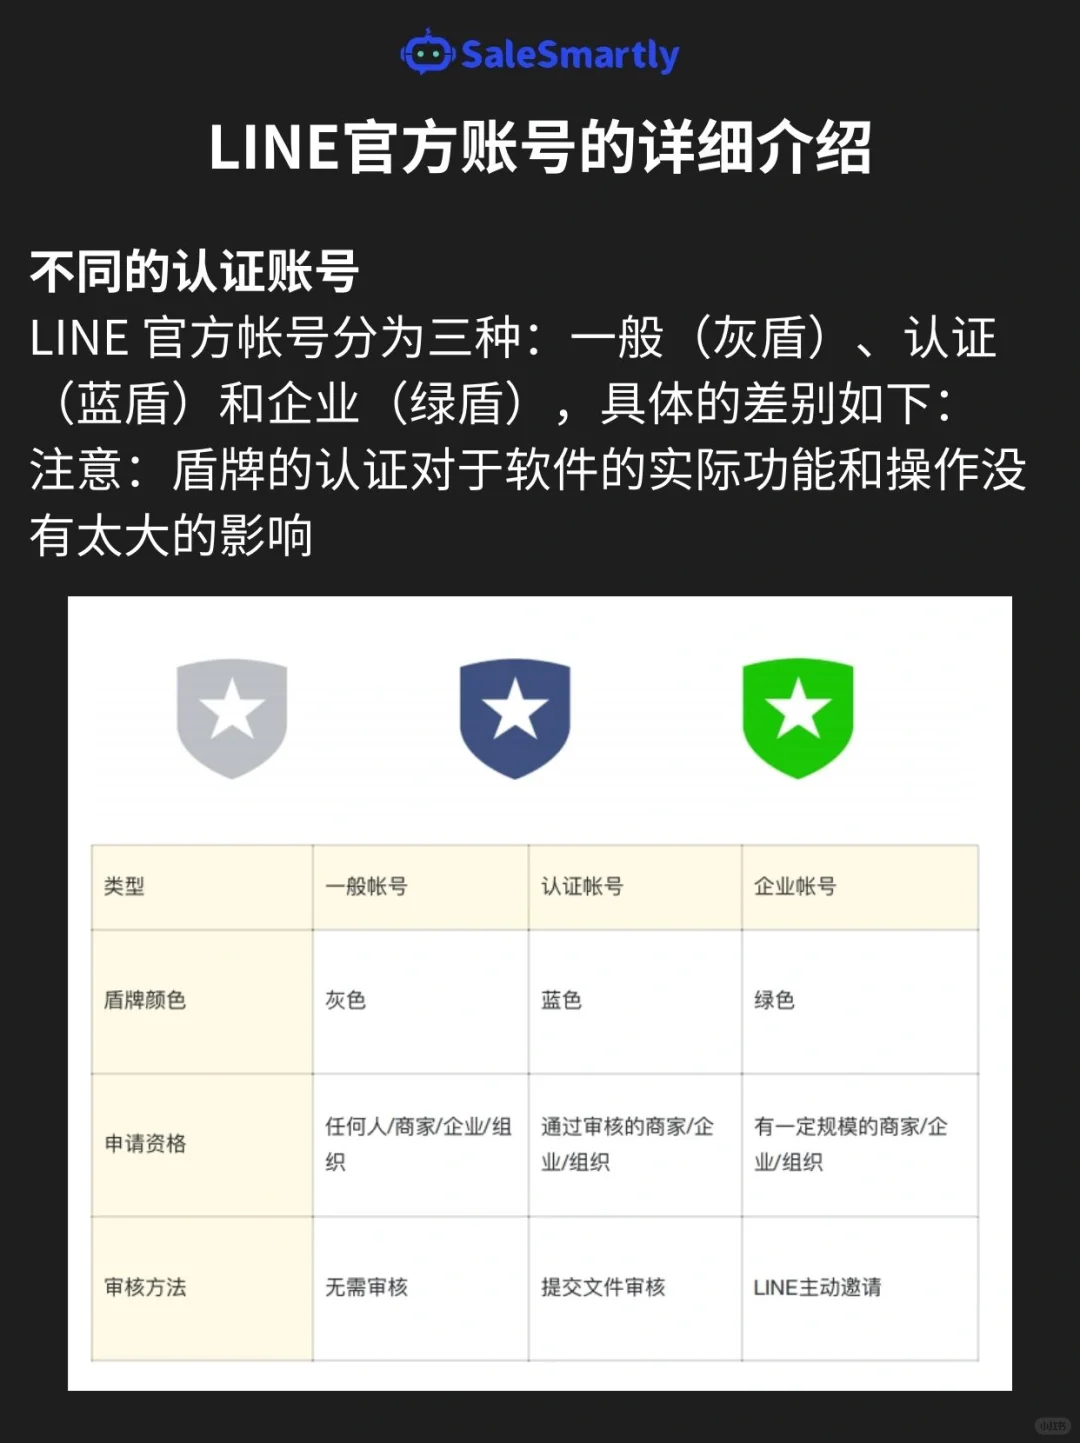 SaleSmartly
LINE官方账号的详细介绍
不同的认证账号
LINE 官方帐号分为三种：一般（灰盾）、认证
（蓝盾）和企业（绿盾），具体的差别如下：
注意：盾牌的认证对于软件的实际功能和操作没
有太大的影响
类型
一般帐号
认证帐号
企业帐号
盾牌颜色
灰色
蓝色
绿色
申请资格
任何人/商家/企业/组
织
通过审核的商家/企
业/组织
有一定规模的商家/企
业/组织
审核方法
无需审核
提交文件审核
LINE主动邀请
小红书